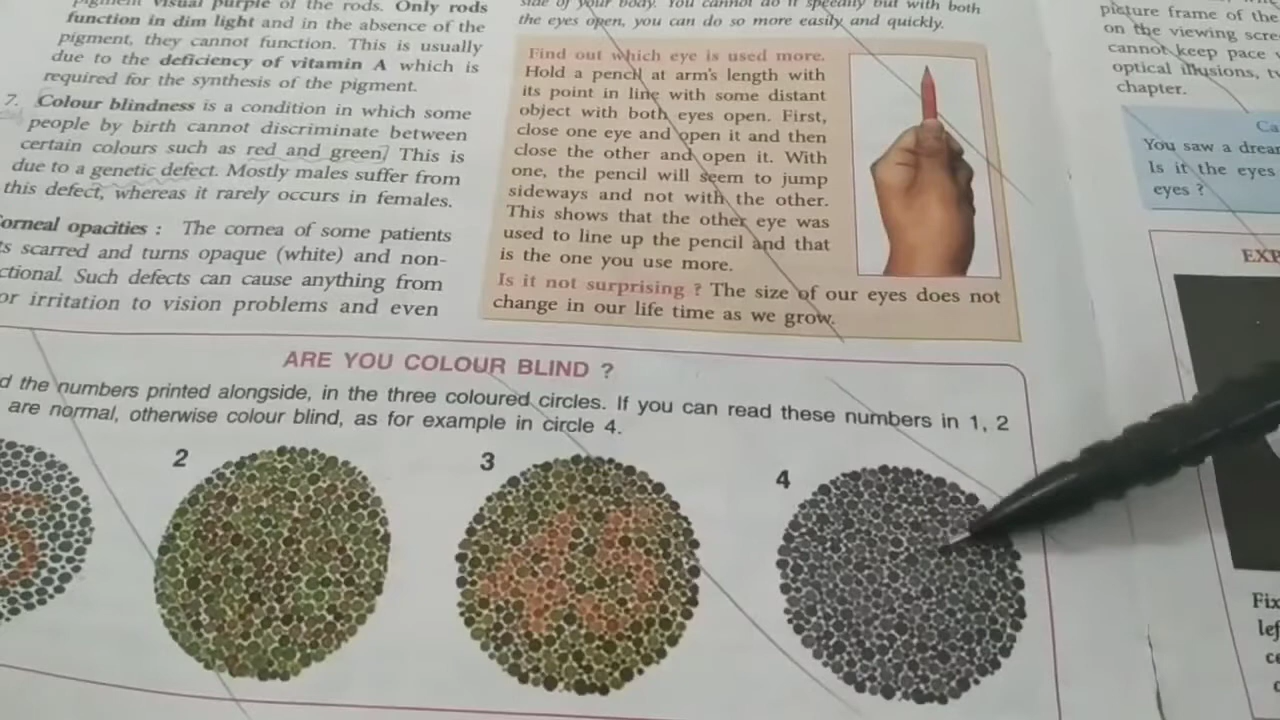 pigment visual purple of the rods. Only rods
function in dim light and in the absence of the
pigment, they cannot function. This is usually
due to the deficiency of vitamin A which is
required for the synthesis of the pigment.
7. Colour blindness is a condition in which some
people by birth cannot discriminate between
certain colours such as red and green. This is
due to a genetic defect. Mostly males suffer from
this defect, whereas it rarely occurs in females.
Corneal opacities : The cornea of some patients
ts scarred and turns opaque (white) and non-
ctional. Such defects can cause anything from
or irritation to vision problems and even
side of your body. You cannot do it speedily but with both
the eyes open, you can do so more easily and quickly.
Find out which eye is used more.
Hold a pencil at arm's length with
its point in line with some distant
object with both eyes open. First,
close one eye and open it and then
close the other and open it. With
one, the pencil will seem to jump
sideways and not with the other.
This shows that the other eye was
used to line up the pencil and that
is the one you use more.
Is it not surprising ? The size of our eyes does not
change in our life time as we grow.
picture frame of the
on the viewing scre
cannot keep pace
optical illusions, t
chapter.
Ca
You saw a drea
Is it the eyes
eyes ?
EXP
ARE YOU COLOUR BLIND ?
d the numbers printed alongside, in the three coloured circles. If you can read these numbers in 1, 2
are normal, otherwise colour blind, as for example in circle 4.
2
3
4
5
45
Fix
lef
ce